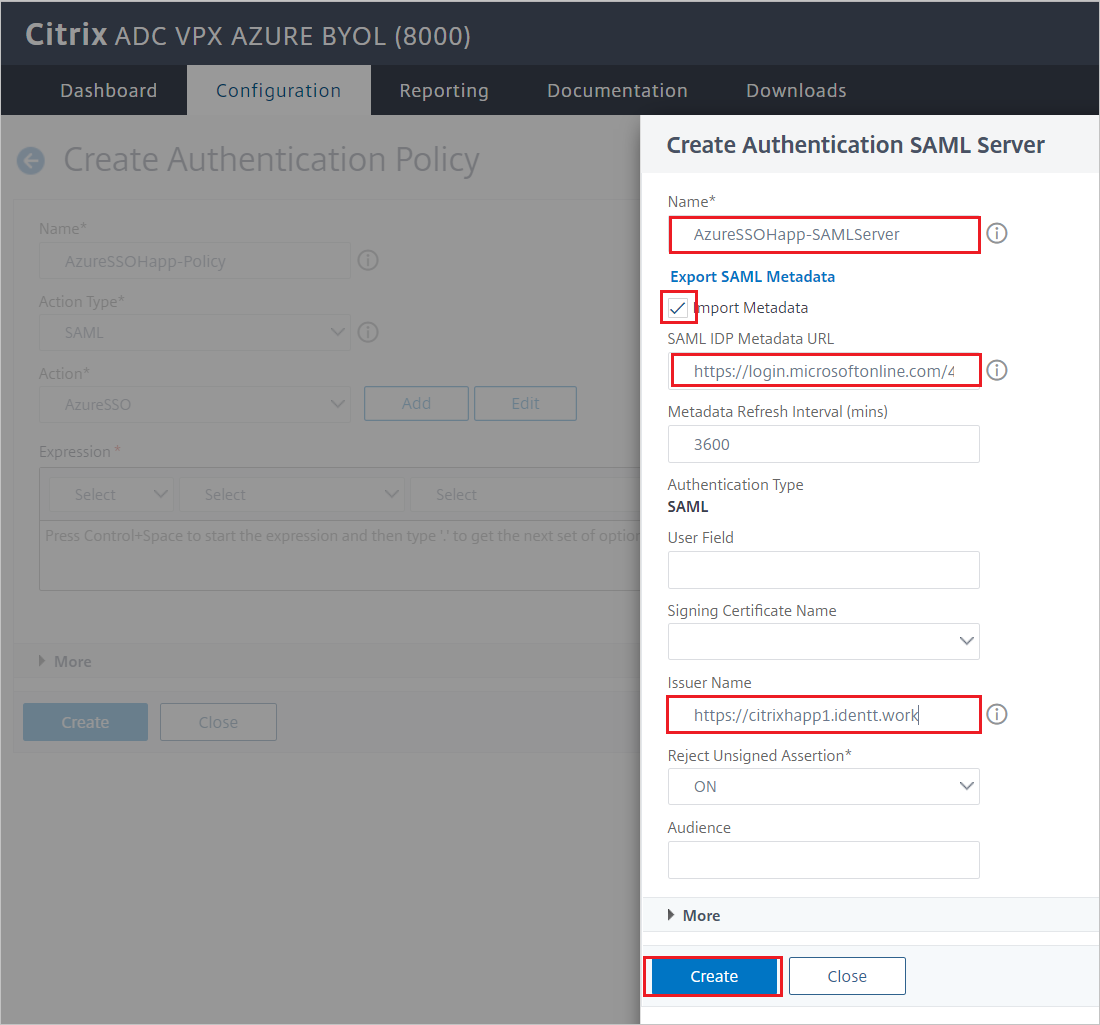 Citrix ADC VPX AZURE BYOL (8000)
Dashboard Configuration Reporting Documentation Downloads
Create Authentication Policy
Name*
AzureSSOHapp-Policy
Action Type*
SAML
Action*
AzureSSO
Add Edit
Expression *
Select Select Select
Press Control+Space to start the expression and then type '.' to get the next set of option
More
Create Close
Create Authentication SAML Server
Name*
AzureSSOHapp-SAMLServer
Export SAML Metadata
Import Metadata
SAML IDP Metadata URL
https://login.microsoftonline.com/4
Metadata Refresh Interval (mins)
3600
Authentication Type
SAML
User Field
Signing Certificate Name
Issuer Name
https://citrixhapp1.identt.work
Reject Unsigned Assertion*
ON
Audience
More
Create Close